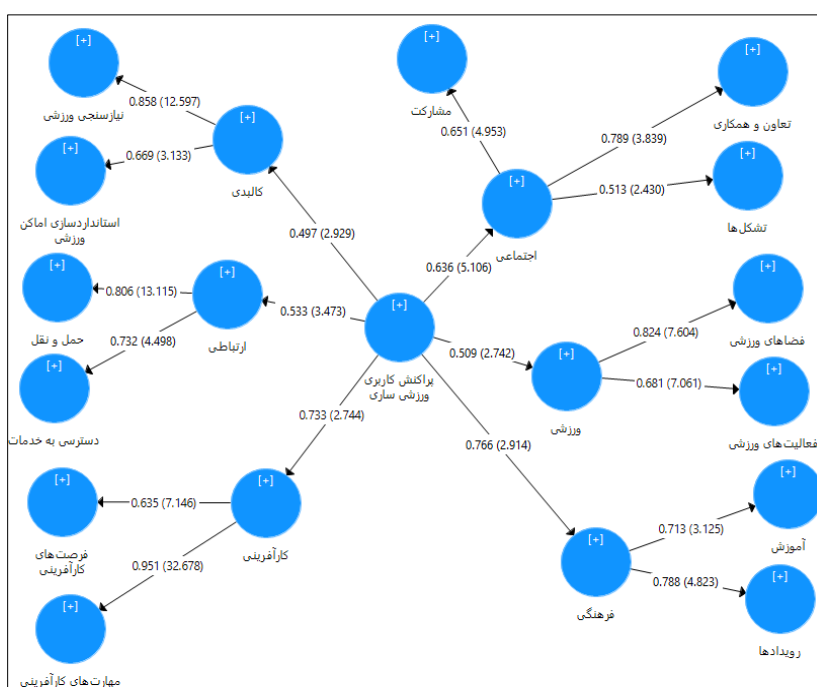 [+]
نیازسنجی ورزشی
0.858 (12.597)
[+]
استانداردسازی اماکن
ورزشی
0.669 (3.133)
[+]
کالبدی
0.497 (2.929)
[+]
مشارکت
0.651 (4.953)
[+]
تعاون و همکاری
0.789 (3.839)
[+]
تشکل‌ها
0.513 (2.430)
[+]
اجتماعی
0.636 (5.106)
[+]
حمل و نقل
0.806 (13.115)
[+]
ارتباطی
0.533 (3.473)
[+]
دسترسی به خدمات
0.732 (4.498)
[+]
پراکنش کاربری
ورزشی ساری
[+]
فضاهای ورزشی
0.824 (7.604)
[+]
ورزشی
0.509 (2.742)
[+]
فعالیت‌های ورزشی
0.681 (7.061)
0.733 (2.744)
0.766 (2.914)
[+]
فرصت‌های
کارآفرینی
0.635 (7.146)
[+]
کارآفرینی
0.951 (32.678)
[+]
مهارت‌های کارآفرینی
[+]
آموزش
0.713 (3.125)
[+]
فرهنگی
0.788 (4.823)
[+]
رویدادها